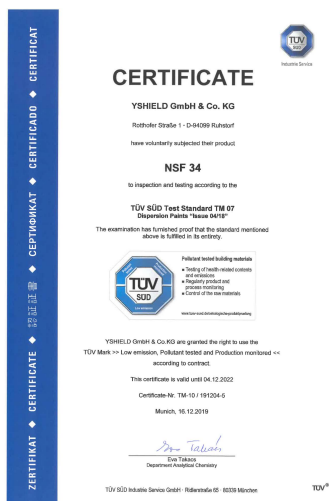 TÜV
SÜD
Industrie Service
CERTIFICATE
YSHIELD GmbH & Co. KG
Rotthofer Straße 1 · D-94099 Ruhstorf
have voluntarily subjected their product
NSF 34
to inspection and testing according to the
TÜV SÜD Test Standard TM 07
Dispersion Paints "Issue 04/18"
The examination has furnished proof that the standard mentioned
above is fulfilled in its entirety.
TÜV
SÜD
Pollutant tested building materials
Testing of health-related contents
and emissions
Regularly product and
process monitoring
Control of the raw materials
YSHIELD GmbH & Co.KG are granted the right to use the
TÜV Mark >> Low emission, Pollutant tested and Production monitored <<
according to contract.
This certificate is valid until 04.12.2022
Certificate-Nr. TM-10 / 191204-5
Munich, 16.12.2019
Eva Takacs
Department Analytical Chemistry
TÜV SÜD Industrie Service GmbH · Ridlerstraße 65 · 80339 München
TÜV®
ZERTIFIKAT ◆ CERTIFICATE ◆ 認証証書 ◆ СЕРТИФИКАТ ◆ CERTIFICADO ◆ CERTIFICAT